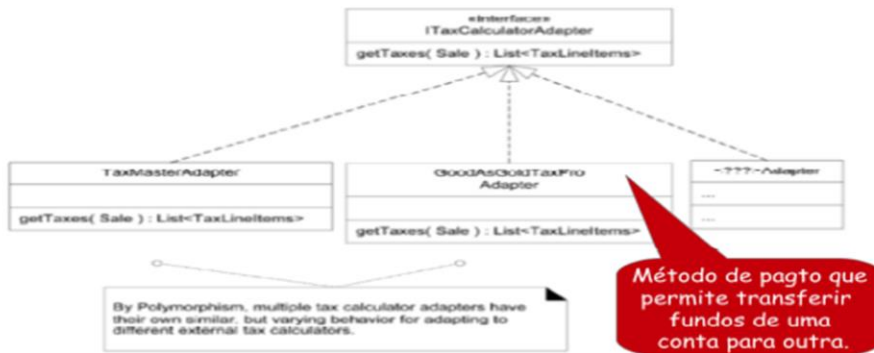 «interface»
ITaxCalculatorAdapter
getTaxes( Sale ) : List<TaxLineItems>
TaxMasterAdapter
getTaxes( Sale ) : List<TaxLineItems>
GoodAsGoldTaxPro
Adapter
getTaxes( Sale ) : List<TaxLineItems>
<???>Adapter
...
...
By Polymorphism, multiple tax calculator adapters have
their own similar, but varying behavior for adapting to
different external tax calculators.
Método de pagto que
permite transferir
fundos de uma
conta para outra.